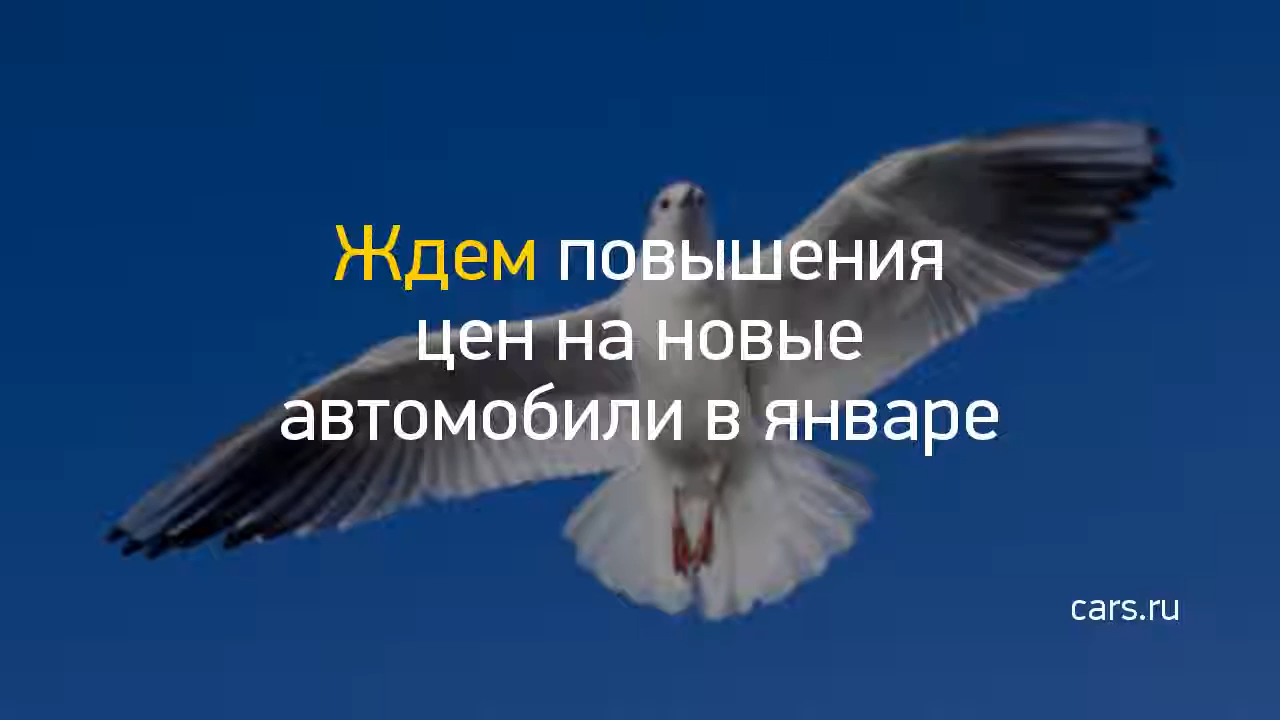 Ждем повышения
цен на новые
автомобили в январе
cars.ru